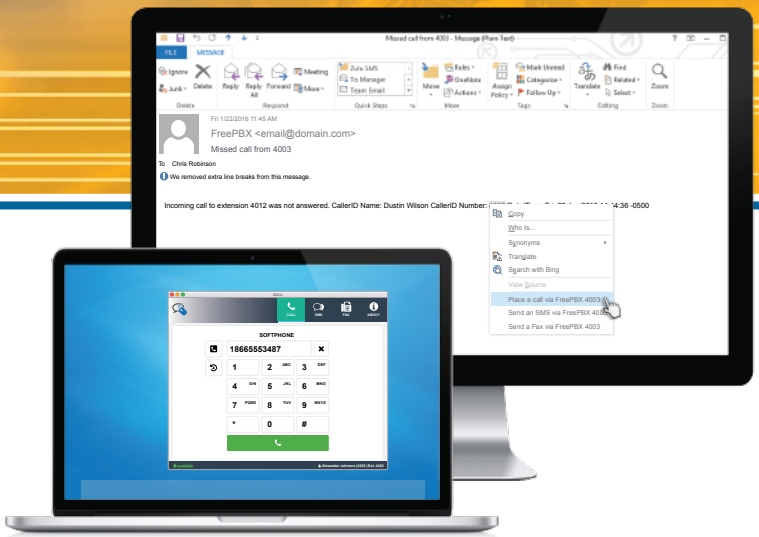 Missed call from 4003 - Message (Plain Text)
FILE MESSAGE
Ignore
Junk
Delete
Reply
Reply All
Forward
Meeting
More
Zulu SMS
To Manager
Team Email
Move
Rules
OneNote
Actions
Assign Policy
Mark Unread
Categorize
Follow Up
Translate
Find
Related
Select
Zoom
Delete Respond Quick Steps Move Tags Editing Zoom
Fri 1/22/2016 11:45 AM
FreePBX <email@domain.com>
Missed call from 4003
To Chris Robinson
We removed extra line breaks from this message.
Incoming call to extension 4012 was not answered. CallerID Name: Dustin Wilson CallerID Number: :36 -0500
Copy
Who Is...
Synonyms
Translate
Search with Bing
View Source
Place a call via FreePBX 4003
Send an SMS via FreePBX
Send a Fax via FreePBX 4003
CALL SMS FAX ABOUT
SOFTPHONE
18665553487
1 2 ABC 3 DEF
4 GHI 5 JKL 6 MNO
7 PQRS 8 TUV 9 WXYZ
* 0 #
available